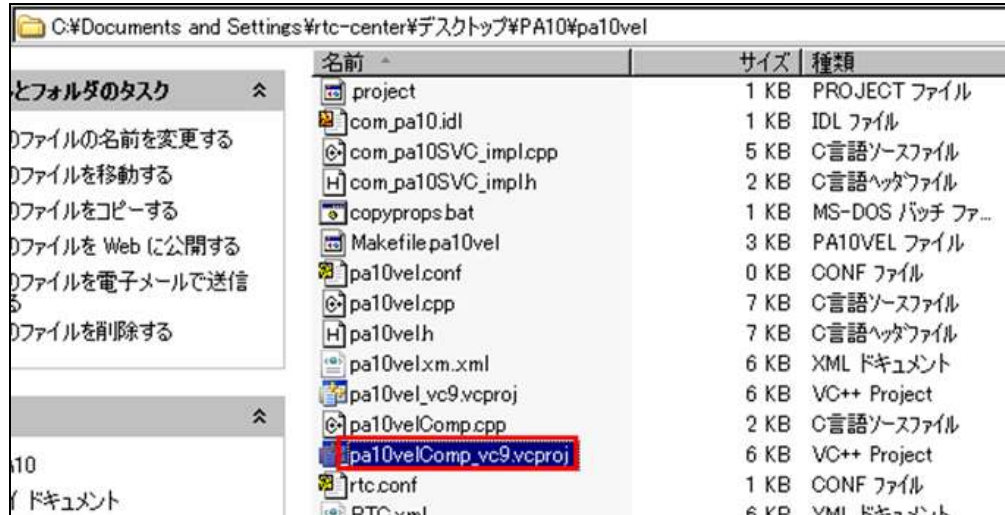 C:¥Documents and Settings¥rtc-center¥デスクトップ¥PA10¥pa10vel
名前 サイズ 種類
とフォルダのタスク
project 1 KB PROJECT ファイル
com_pa10.idl 1 KB IDL ファイル
のファイルの名前を変更する
com_pa10SVC_impl.cpp 5 KB C言語ソースファイル
のファイルを移動する
com_pa10SVC_impl.h 2 KB C言語ヘッダファイル
のファイルをコピーする
copyprops.bat 1 KB MS-DOS バッチ ファ...
のファイルを Web に公開する
Makefile.pa10vel 3 KB PA10VEL ファイル
のファイルを電子メールで送信
る
pa10vel.conf 0 KB CONF ファイル
pa10vel.cpp 7 KB C言語ソースファイル
のファイルを削除する
pa10vel.h 7 KB C言語ヘッダファイル
pa10vel.xm.xml 6 KB XML ドキュメント
pa10vel_vc9.vcproj 6 KB VC++ Project
pa10velComp.cpp 2 KB C言語ソースファイル
pa10velComp_vc9.vcproj 6 KB VC++ Project
10
イ ドキュメント
rtc.conf 1 KB CONF ファイル
RTC.xml 6 KB XML ドキュメント